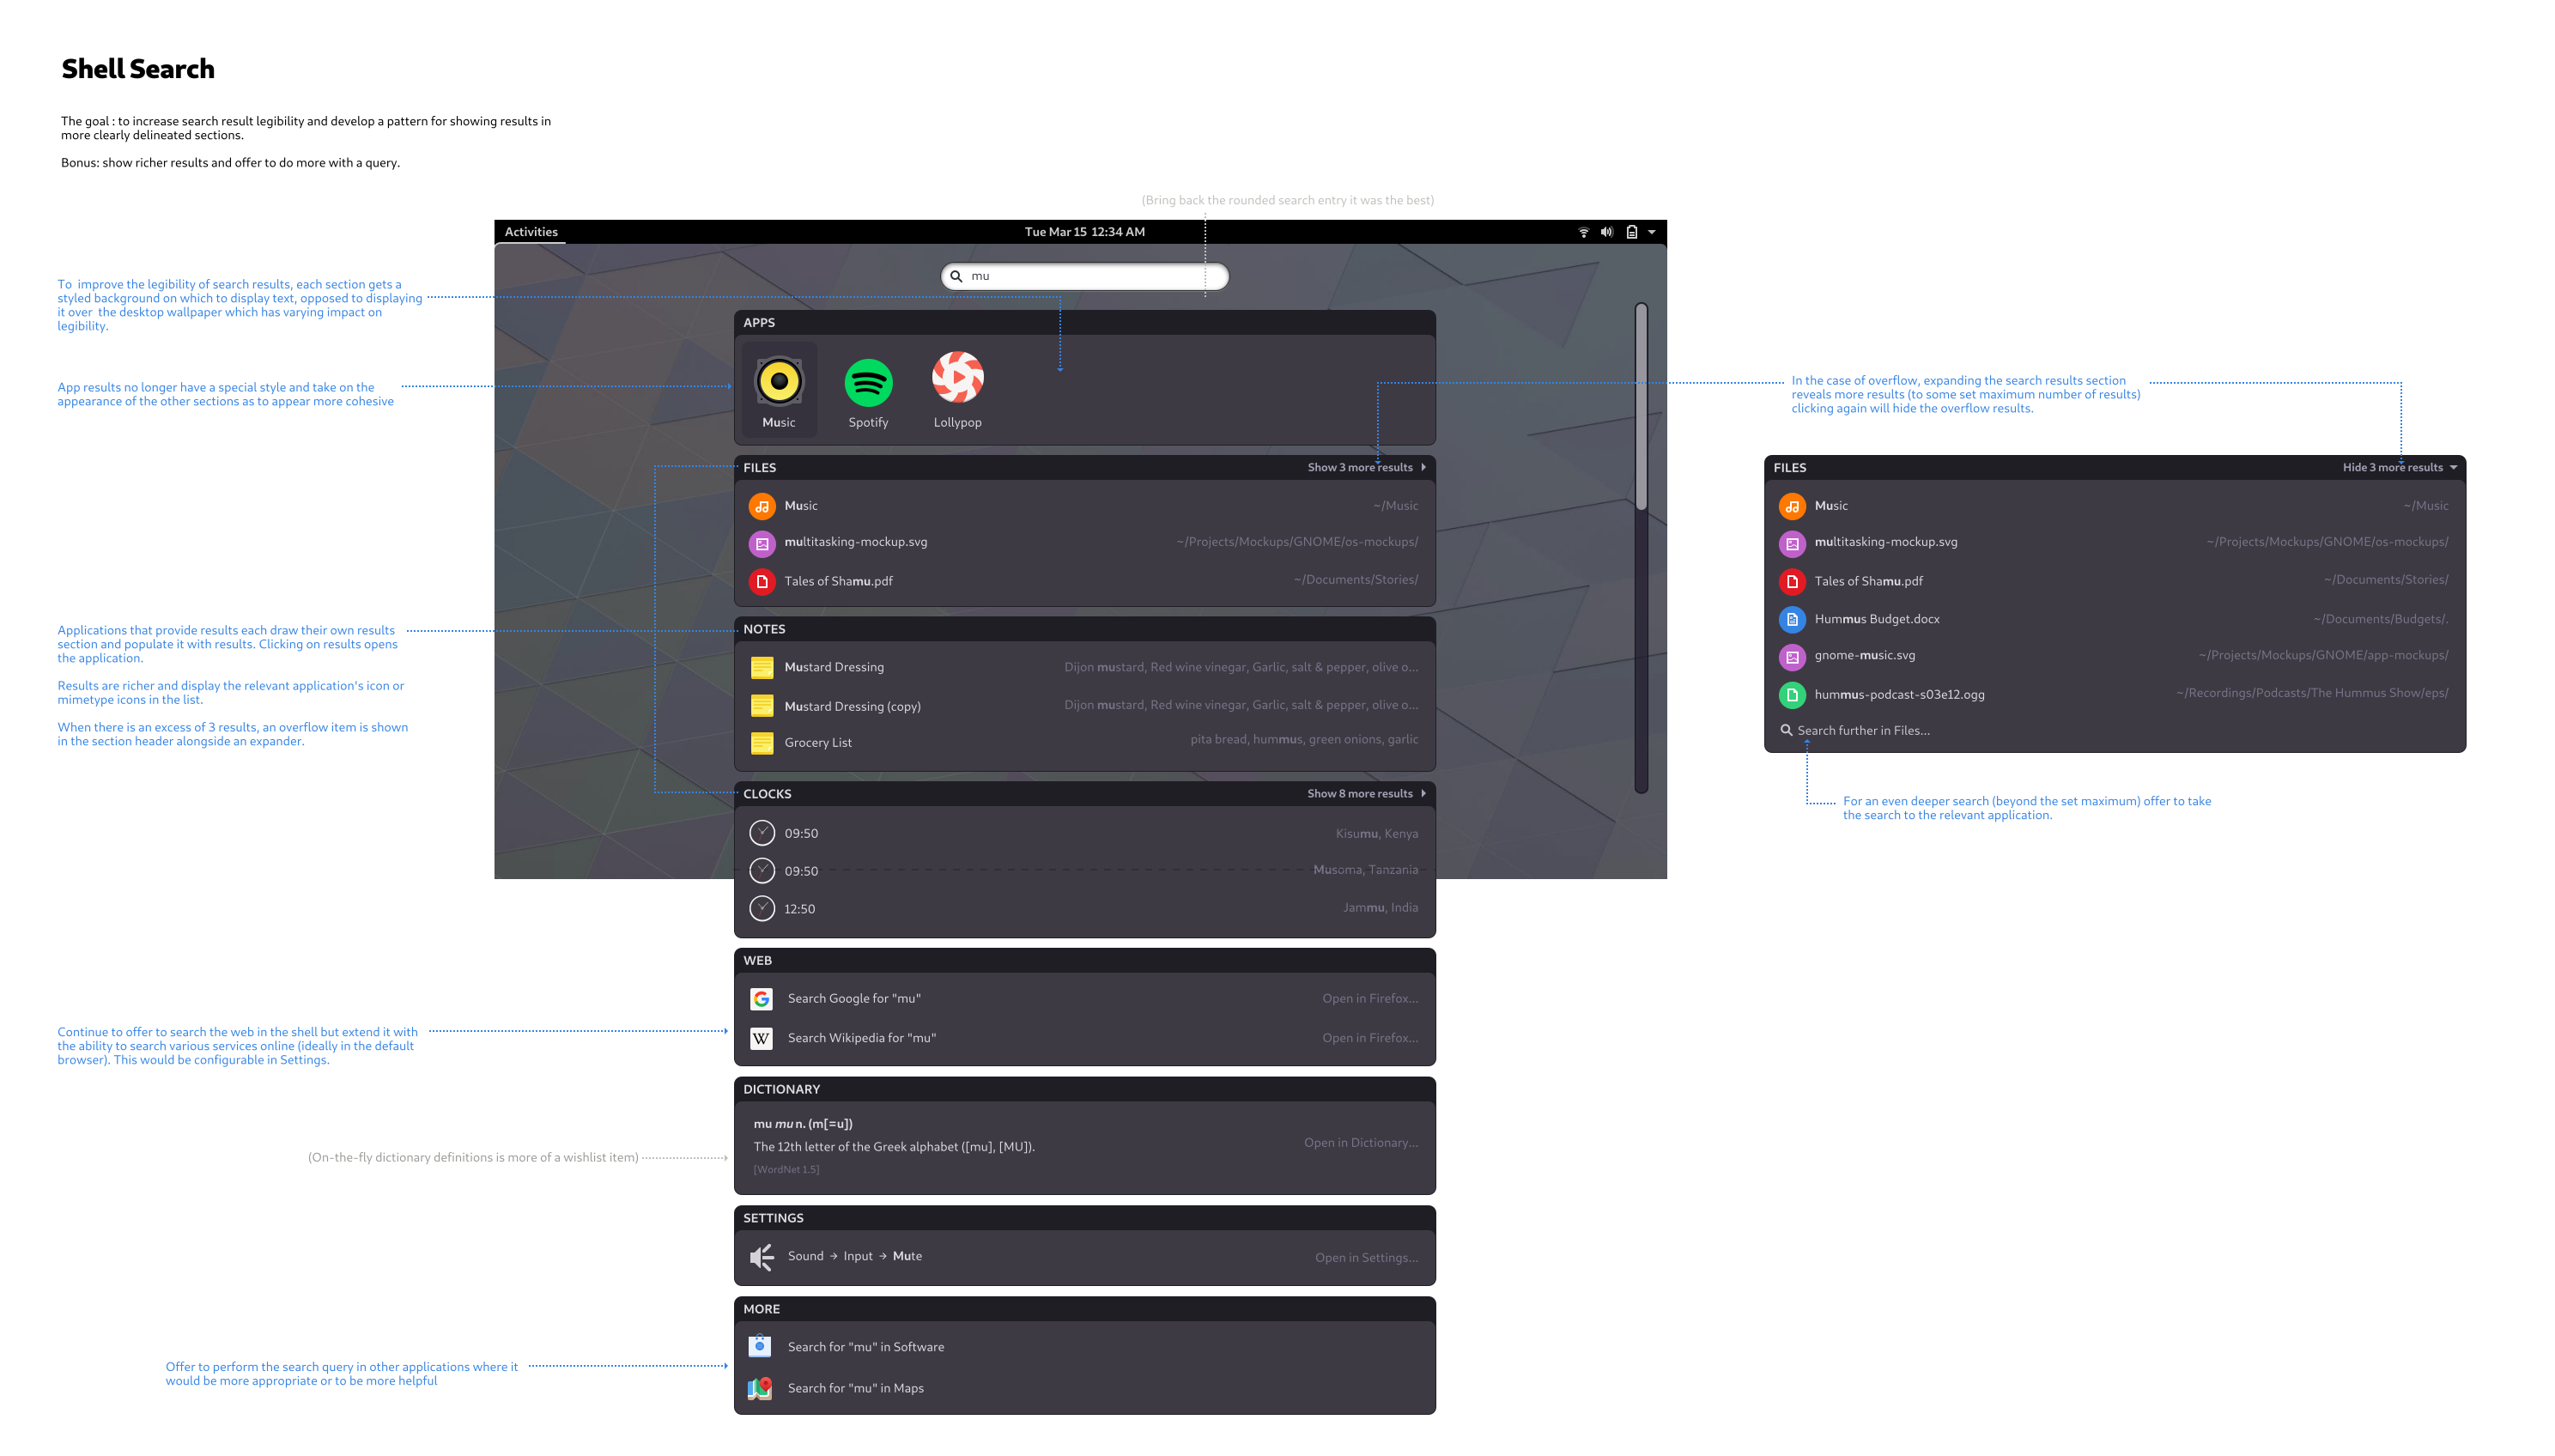 Shell Search
The goal : to increase search result legibility and develop a pattern for showing results in
more clearly delineated sections.
Bonus: show richer results and offer to do more with a query.
(Bring back the rounded search entry it was the best)
Activities
Tue Mar 15 12:34 AM
mu
To  improve the legibility of search results, each section gets a
styled background on which to display text, opposed to displaying
it over  the desktop wallpaper which has varying impact on
legibility.
App results no longer have a special style and take on the
appearance of the other sections as to appear more cohesive
APPS
Music
Spotify
Lollypop
In the case of overflow, expanding the search results section
reveals more results (to some set maximum number of results)
clicking again will hide the overflow results.
FILES
Show 3 more results
Music
~/Music
multitasking-mockup.svg
~/Projects/Mockups/GNOME/os-mockups/
Tales of Shamu.pdf
~/Documents/Stories/
FILES
Hide 3 more results
Music
~/Music
multitasking-mockup.svg
~/Projects/Mockups/GNOME/os-mockups/
Tales of Shamu.pdf
~/Documents/Stories/
Hummus Budget.docx
~/Documents/Budgets/.
gnome-music.svg
~/Projects/Mockups/GNOME/app-mockups/
hummus-podcast-s03e12.ogg
~/Recordings/Podcasts/The Hummus Show/eps/
Search further in Files...
For an even deeper search (beyond the set maximum) offer to take
the search to the relevant application.
Applications that provide results each draw their own results
section and populate it with results. Clicking on results opens
the application.
Results are richer and display the relevant application's icon or
mimetype icons in the list.
When there is an excess of 3 results, an overflow item is shown
in the section header alongside an expander.
NOTES
Mustard Dressing
Dijon mustard, Red wine vinegar, Garlic, salt & pepper, olive o...
Mustard Dressing (copy)
Dijon mustard, Red wine vinegar, Garlic, salt & pepper, olive o...
Grocery List
pita bread, hummus, green onions, garlic
CLOCKS
Show 8 more results
09:50
Kisumu, Kenya
09:50
Musoma, Tanzania
12:50
Jammu, India
WEB
Search Google for "mu"
Open in Firefox...
Search Wikipedia for "mu"
Open in Firefox...
Continue to offer to search the web in the shell but extend it with
the ability to search various services online (ideally in the default
browser). This would be configurable in Settings.
DICTIONARY
mu mu n. (m[=u])
The 12th letter of the Greek alphabet ([mu], [MU]).
[WordNet 1.5]
Open in Dictionary...
(On-the-fly dictionary definitions is more of a wishlist item)
SETTINGS
Sound → Input → Mute
Open in Settings...
MORE
Search for "mu" in Software
Search for "mu" in Maps
Offer to perform the search query in other applications where it
would be more appropriate or to be more helpful